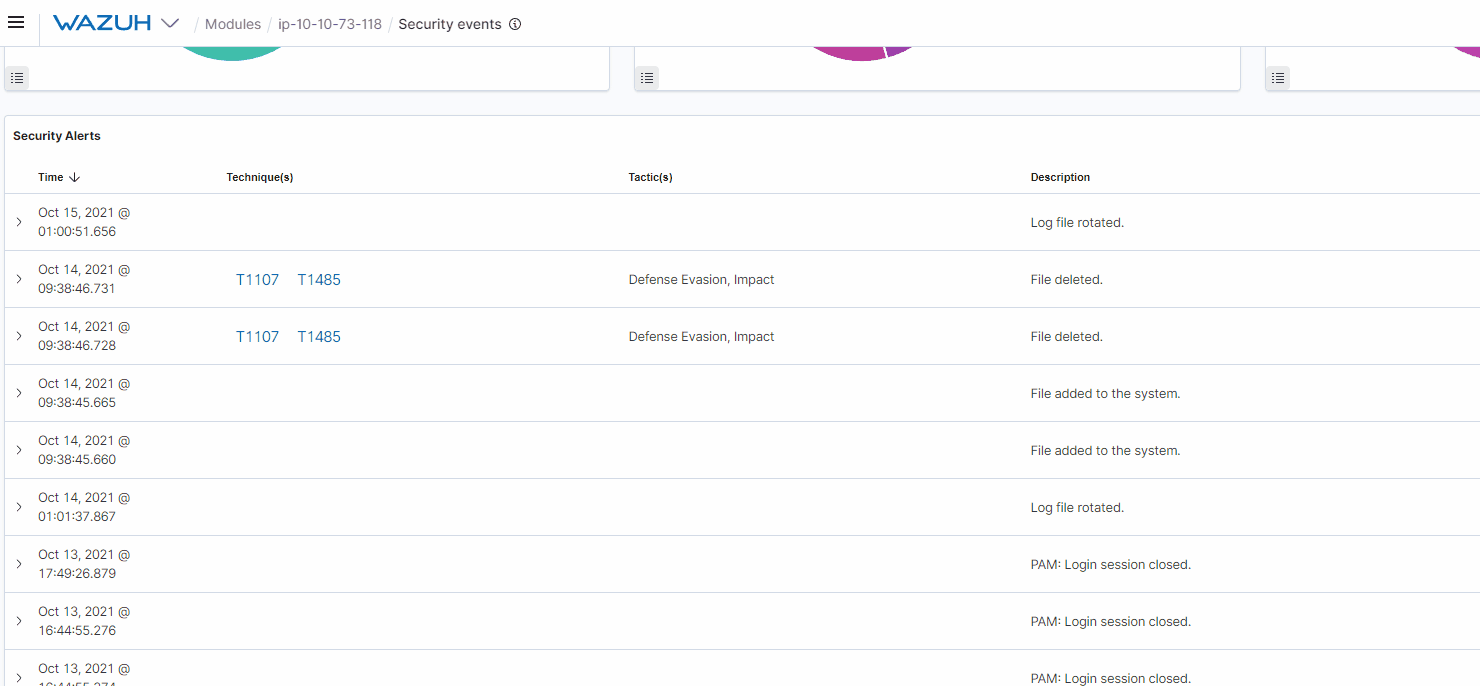 WAZUH / Modules / ip-10-10-73-118 / Security events
Security Alerts
Time Technique(s) Tactic(s) Description
Oct 15, 2021 @
01:00:51.656
Log file rotated.
Oct 14, 2021 @
09:38:46.731
T1107 T1485 Defense Evasion, Impact File deleted.
Oct 14, 2021 @
09:38:46.728
T1107 T1485 Defense Evasion, Impact File deleted.
Oct 14, 2021 @
09:38:45.665
File added to the system.
Oct 14, 2021 @
09:38:45.660
File added to the system.
Oct 14, 2021 @
01:01:37.867
Log file rotated.
Oct 13, 2021 @
17:49:26.879
PAM: Login session closed.
Oct 13, 2021 @
16:44:55.276
PAM: Login session closed.
Oct 13, 2021 @
PAM: Login session closed.